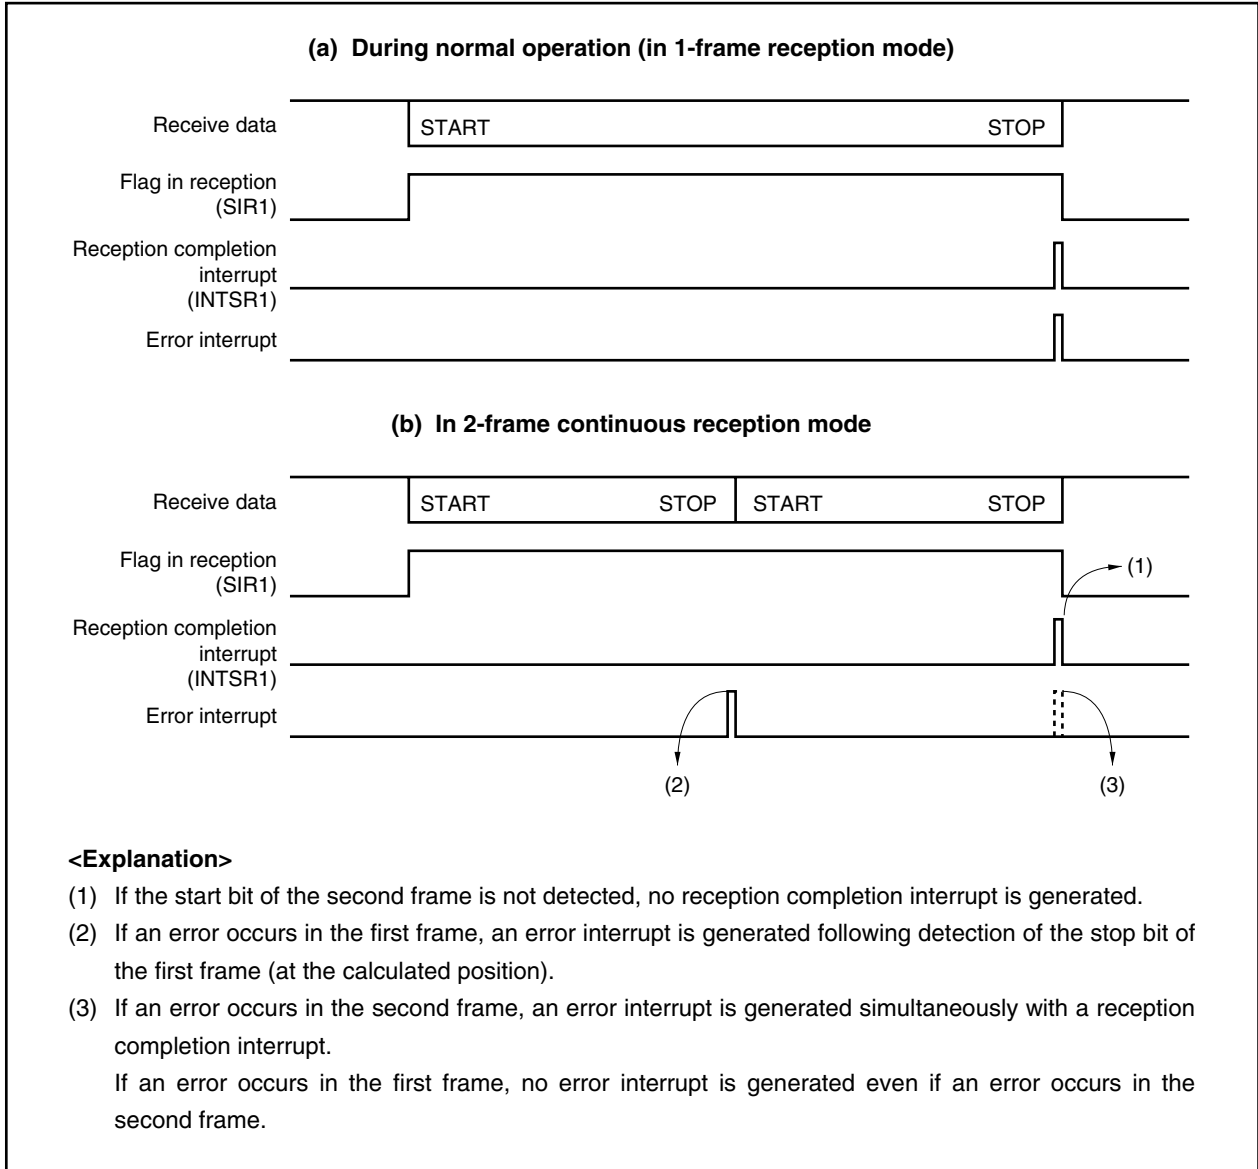 (a) During normal operation (in 1-frame reception mode)
Receive data
START
STOP
Flag in reception
(SIR1)
Reception completion
interrupt
(INTSR1)
Error interrupt
(b) In 2-frame continuous reception mode
Receive data
START
STOP
START
STOP
Flag in reception
(SIR1)
(1)
Reception completion
interrupt
(INTSR1)
Error interrupt
(2)
(3)
<Explanation>
(1) If the start bit of the second frame is not detected, no reception completion interrupt is generated.
(2) If an error occurs in the first frame, an error interrupt is generated following detection of the stop bit of
the first frame (at the calculated position).
(3) If an error occurs in the second frame, an error interrupt is generated simultaneously with a reception
completion interrupt.
If an error occurs in the first frame, no error interrupt is generated even if an error occurs in the
second frame.